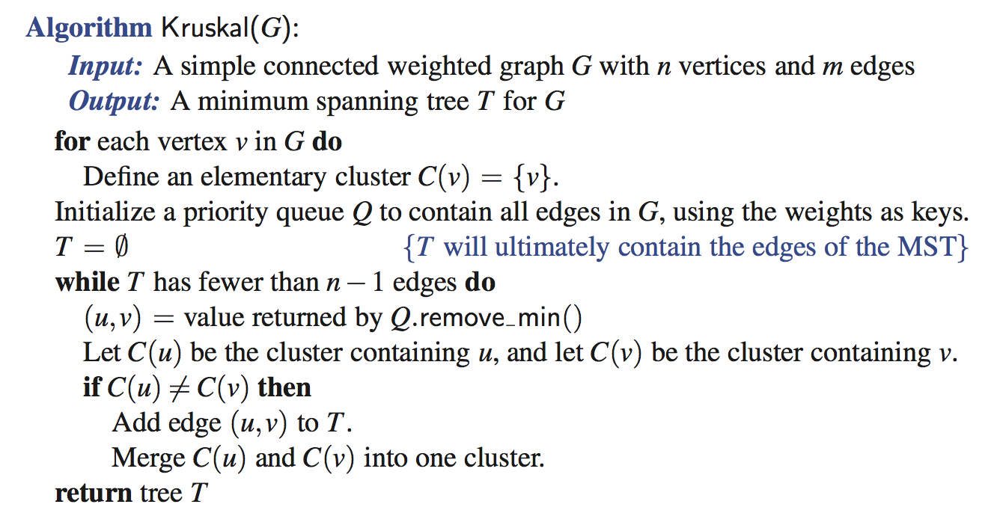 Algorithm Kruskal(G):
Input: A simple connected weighted graph G with n vertices and m edges
Output: A minimum spanning tree T for G
for each vertex v in G do
Define an elementary cluster C(v) = {v}.
Initialize a priority queue Q to contain all edges in G, using the weights as keys.
T = ∅ {T will ultimately contain the edges of the MST}
while T has fewer than n − 1 edges do
(u,v) = value returned by Q.remove_min()
Let C(u) be the cluster containing u, and let C(v) be the cluster containing v.
if C(u) ≠ C(v) then
Add edge (u,v) to T.
Merge C(u) and C(v) into one cluster.
return tree T